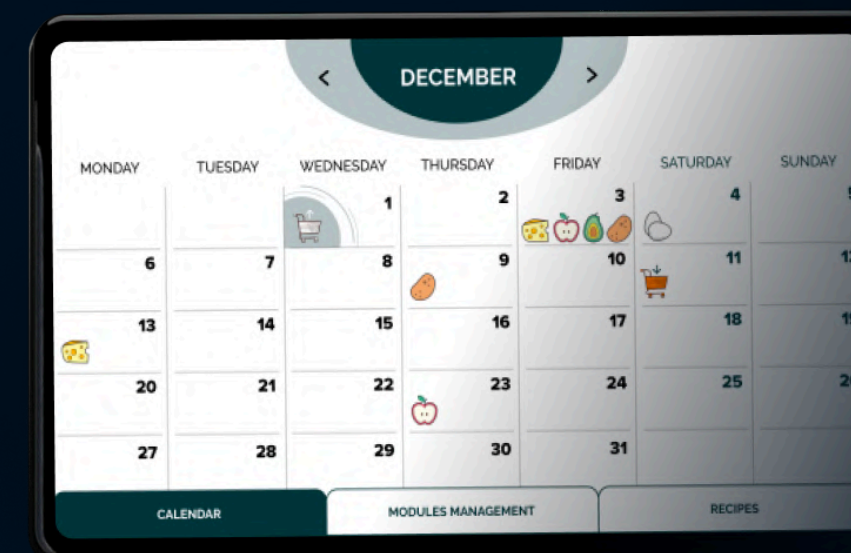 <
DECEMBER
>
MONDAY TUESDAY WEDNESDAY THURSDAY FRIDAY SATURDAY SUNDAY
1 2 3 4
6 7 8 9 10 11
13 14 15 16 17 18
20 21 22 23 24 25
27 28 29 30 31
CALENDAR MODULES MANAGEMENT RECIPES